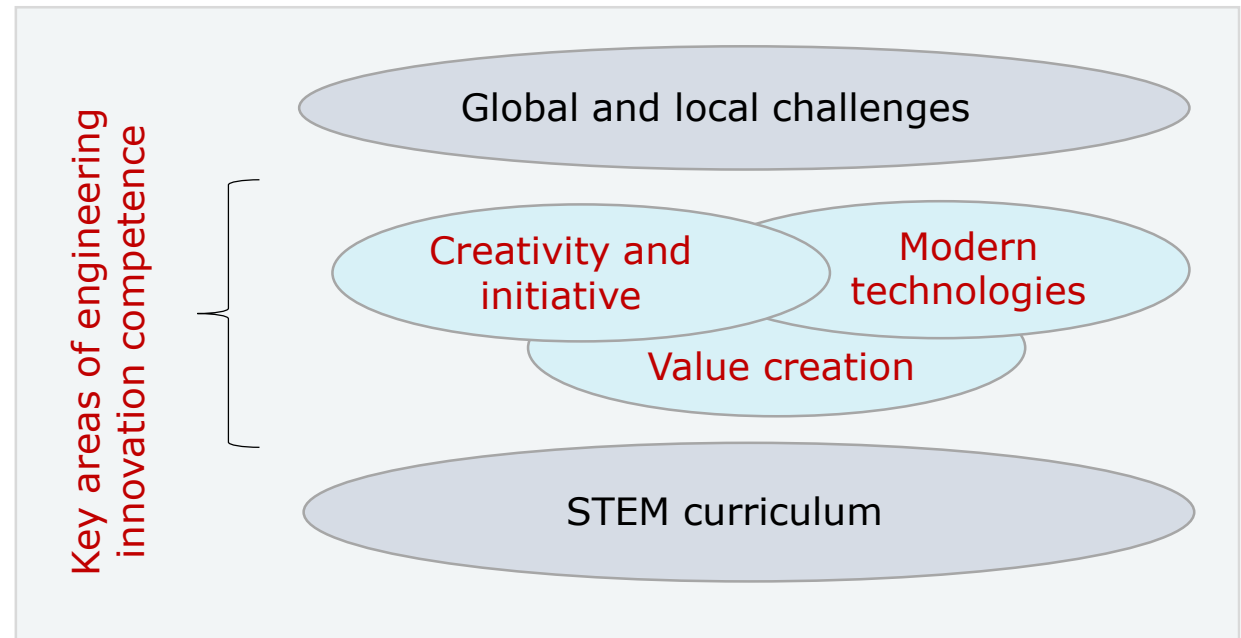 Key areas of engineering
innovation competence
Global and local challenges
Creativity and
initiative
Modern
technologies
Value creation
STEM curriculum